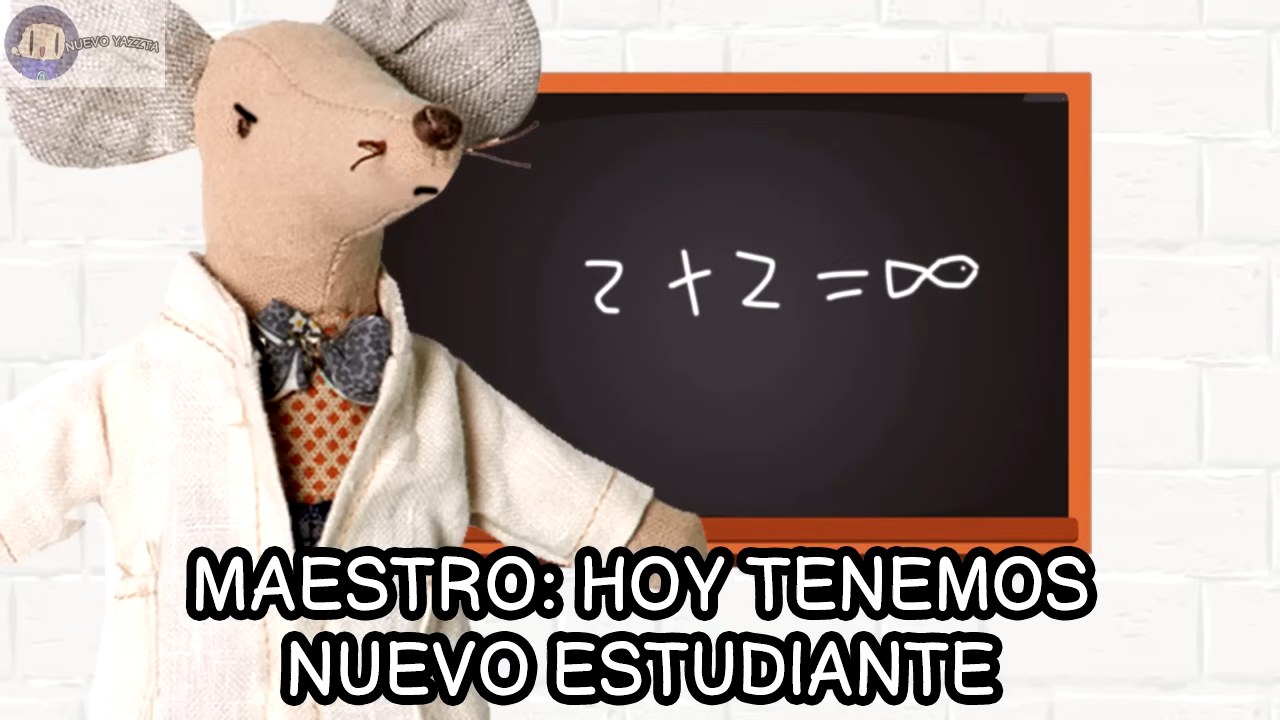 NUEVO YAZZTA
2 + 2 = ∞
MAESTRO: HOY TENEMOS
NUEVO ESTUDIANTE